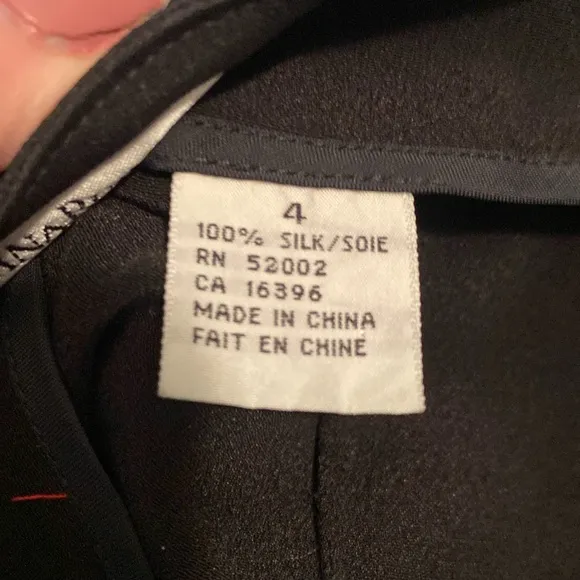 4
100% SILK/SOIE
RN 52002
CA 16396
MADE IN CHINA
FAIT EN CHINE